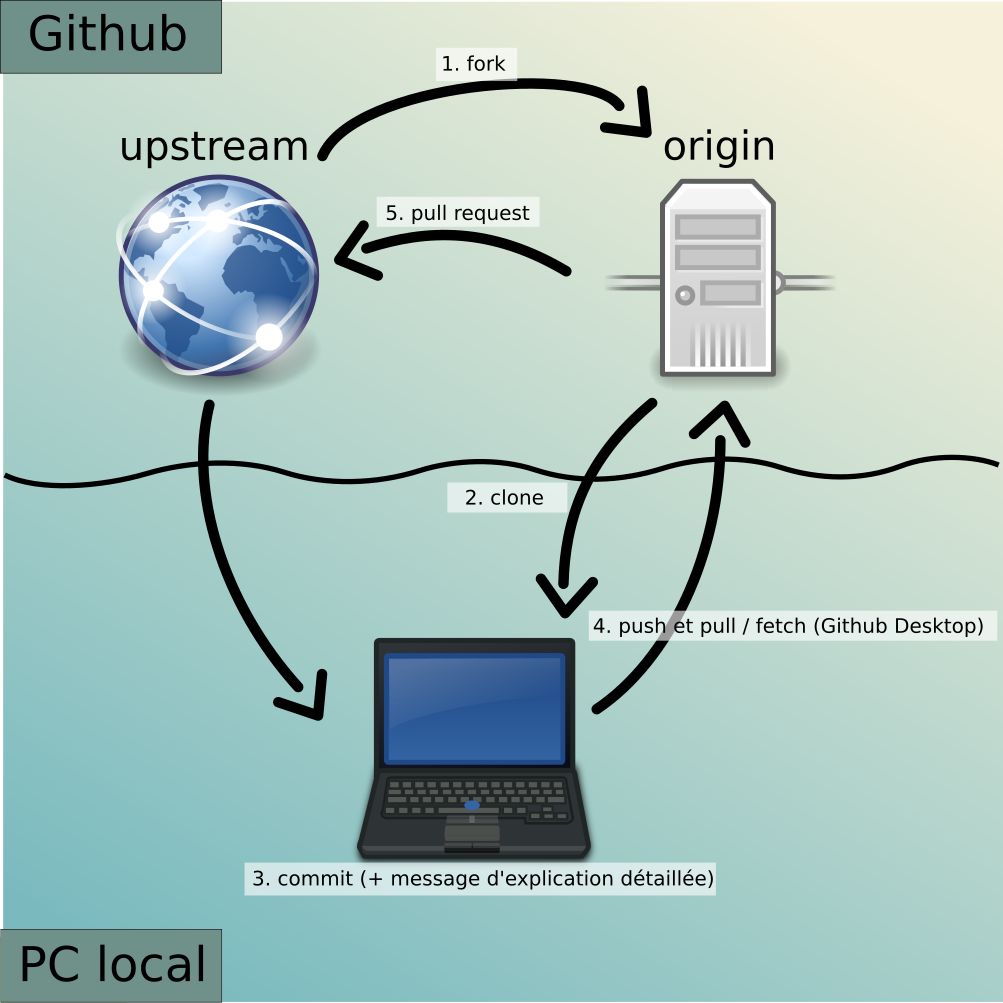 Github
1. fork
upstream
origin
5. pull request
2. clone
4. push et pull / fetch (Github Desktop)
3. commit (+ message d'explication détaillée)
PC local